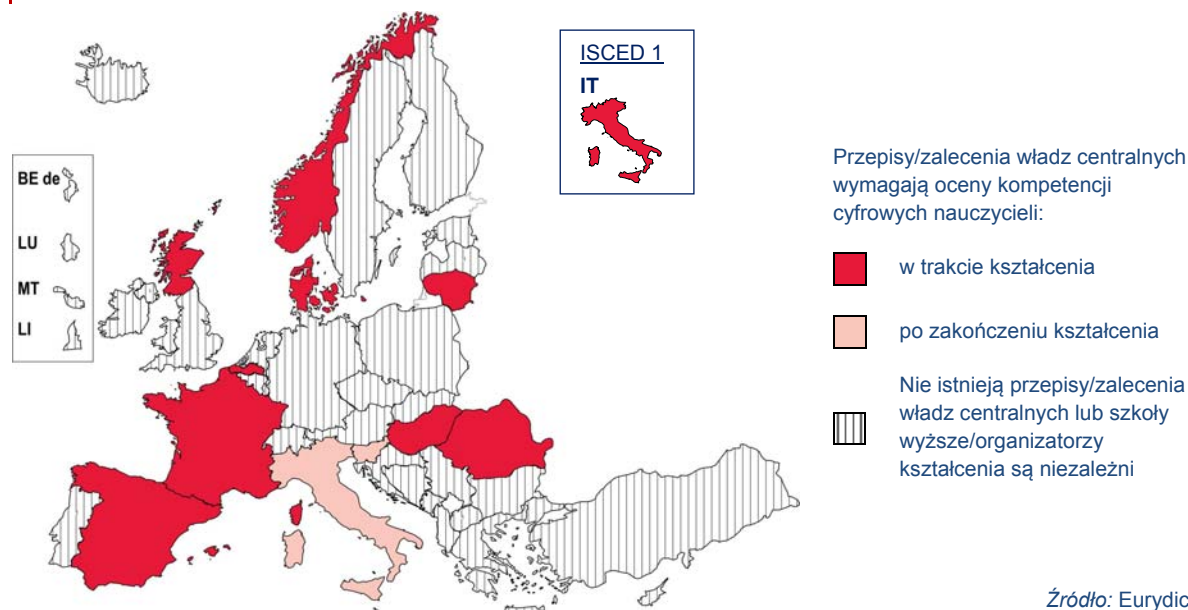 ISCED 1
IT
BE de
LU
MT
LI
Przepisy/zalecenia władz centralnych
wymagają oceny kompetencji
cyfrowych nauczycieli:
w trakcie kształcenia
po zakończeniu kształcenia
Nie istnieją przepisy/zalecenia
władz centralnych lub szkoły
wyższe/organizatorzy
kształcenia są niezależni
Źródło: Eurydic